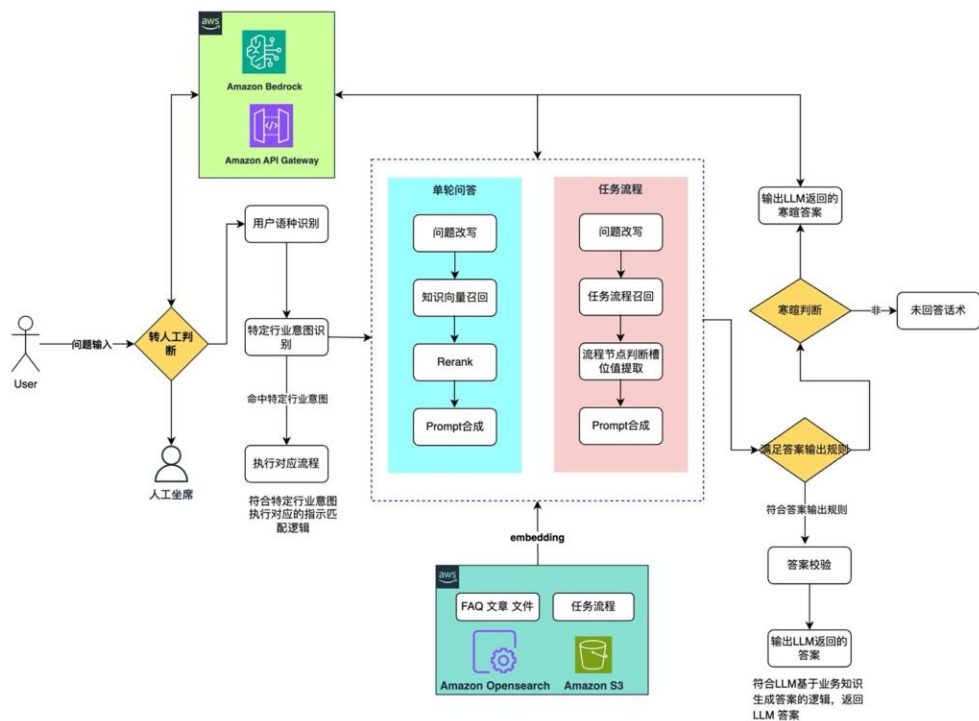 aws
Amazon Bedrock
Amazon API Gateway
用户语种识别
转人工判
断
问题输入
User
人工坐席
特定行业意图识
别
命中特定行业意图
执行对应流程
符合特定行业意图
执行对应的指示匹
配逻辑
单轮问答
问题改写
知识向量召回
Rerank
Prompt合成
任务流程
问题改写
任务流程召回
流程节点判断槽
位值提取
Prompt合成
embedding
aws
FAQ 文章 文件
任务流程
Amazon Opensearch
Amazon S3
输出LLM返回的
寒暄答案
寒暄判断
非
未回答话术
满足答案输出规则
符合答案输出规则
答案校验
输出LLM返回的
答案
符合LLM基于业务知识
生成答案的逻辑，返回
LLM 答案